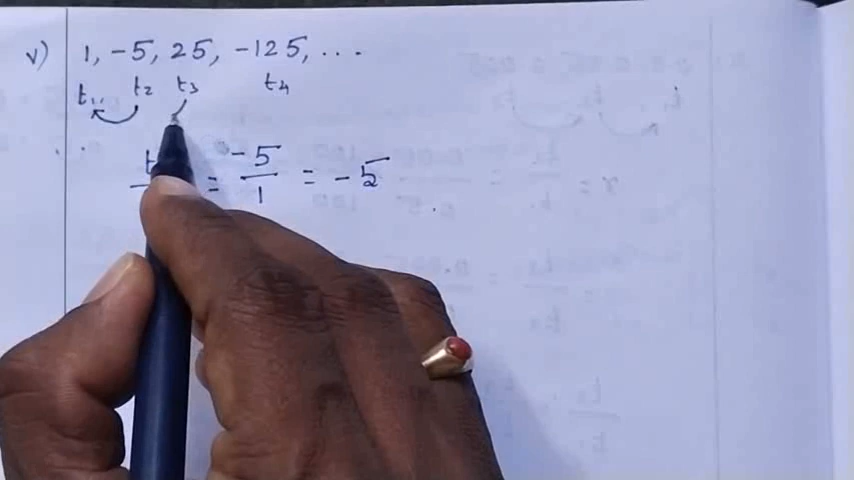 v) 1, -5, 25, -125, ...
t₁ t₂ t₃ t₄
t = -5/1 = -5